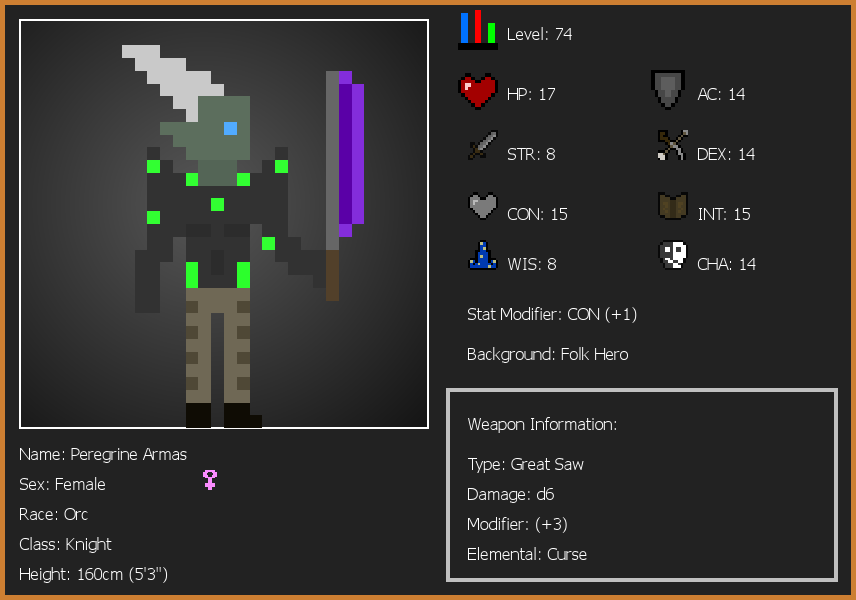 Level: 74
HP: 17
AC: 14
STR: 8
DEX: 14
CON: 15
INT: 15
WIS: 8
CHA: 14
Stat Modifier: CON (+1)
Background: Folk Hero
Weapon Information:
Type: Great Saw
Damage: d6
Modifier: (+3)
Elemental: Curse
Name: Peregrine Armas
Sex: Female
Race: Orc
Class: Knight
Height: 160cm (5'3")